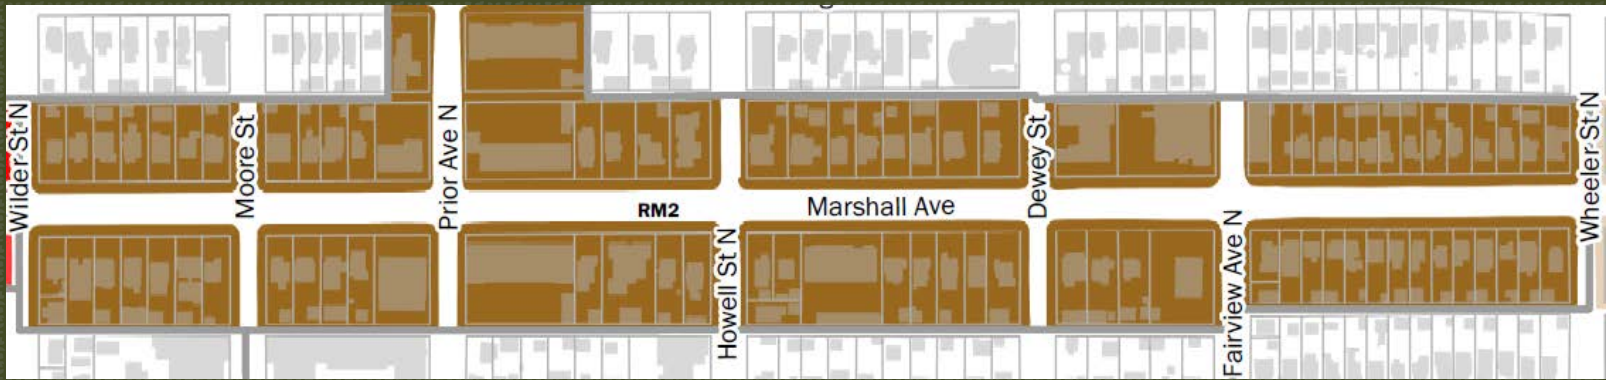 Wilder St N
Moore St
Prior Ave N
RM2
Howell St N
Marshall Ave
Dewey St
Fairview Ave N
Wheeler St N